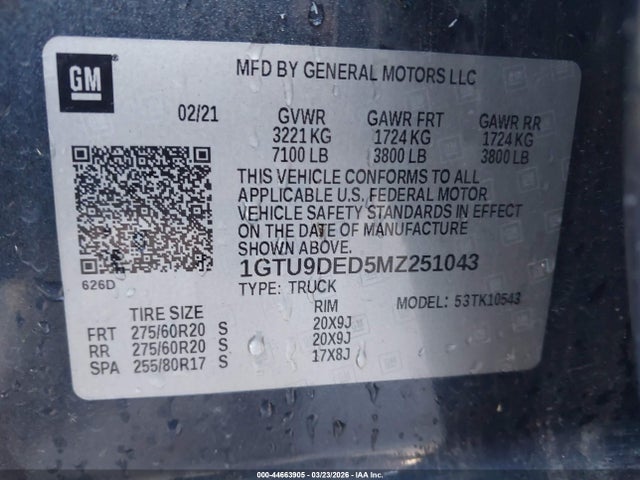 GM
MFD BY GENERAL MOTORS LLC
02/21 GVWR GAWR FRT GAWR RR
3221 KG 1724 KG 1724 KG
7100 LB 3800 LB 3800 LB
THIS VEHICLE CONFORMS TO ALL
APPLICABLE U.S. FEDERAL MOTOR
VEHICLE SAFETY STANDARDS IN EFFECT
ON THE DATE OF MANUFACTURE
SHOWN ABOVE.
626D
1GTU9DED5MZ251043
TYPE: TRUCK MODEL: 53TK10543
TIRE SIZE RIM
FRT 275/60R20 S 20X9J
RR 275/60R20 S 20X9J
SPA 255/80R17 S 17X8J
000-44663905 - 03/23/2026 - IAA Inc.